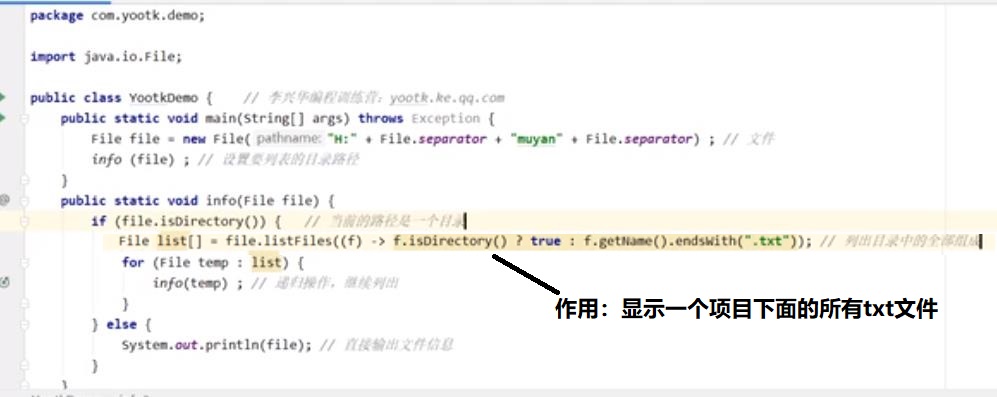 package com.yootk.demo;
import java.io.File;
public class YootkDemo {    // 李兴华编程训练营：yootk.ke.qq.com
public static void main(String[] args) throws Exception {
File file = new File( pathname: "H:" + File.separator + "muyan" + File.separator) ; // 文件
info (file) ; // 设置要列表的目录路径
}
public static void info(File file) {
if (file.isDirectory()) {   // 当前的路径是一个目录
File list[] = file.listFiles((f) -> f.isDirectory() ? true : f.getName().endsWith(".txt")); // 列出目录中的全部组成
for (File temp : list) {
info(temp) ; // 递归操作，继续列出
}
作用：显示一个项目下面的所有txt文件
} else {
System.out.println(file); // 直接输出文件信息
}
}